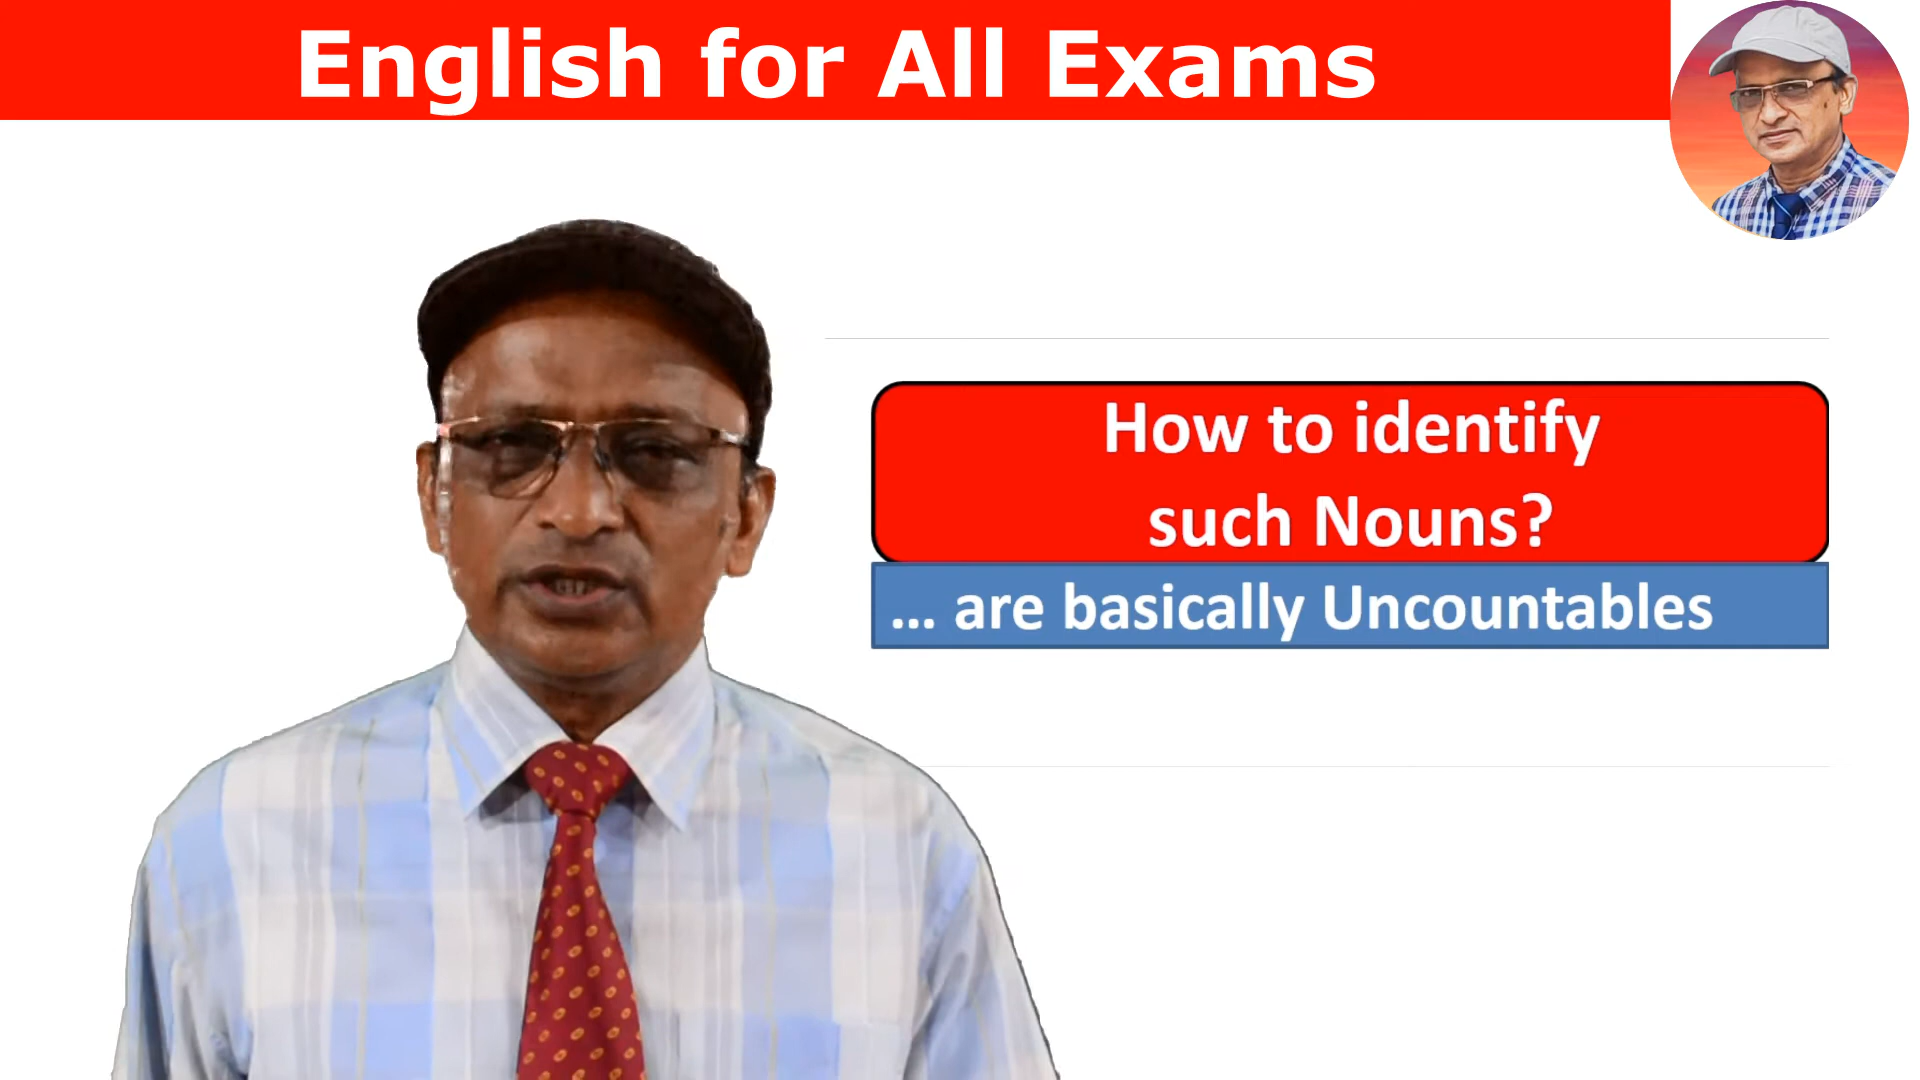 English for All Exams
How to identify
such Nouns?
... are basically Uncountables